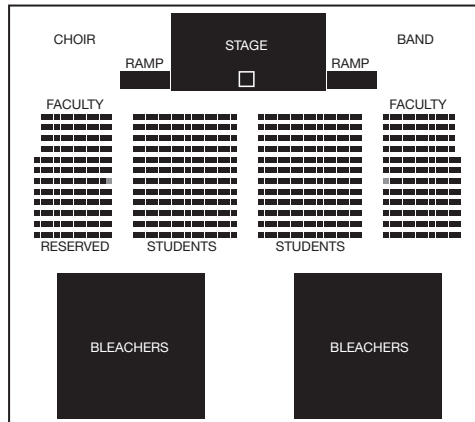 CHOIR
STAGE
BAND
RAMP
RAMP
FACULTY
FACULTY
RESERVED
STUDENTS
STUDENTS
BLEACHERS
BLEACHERS